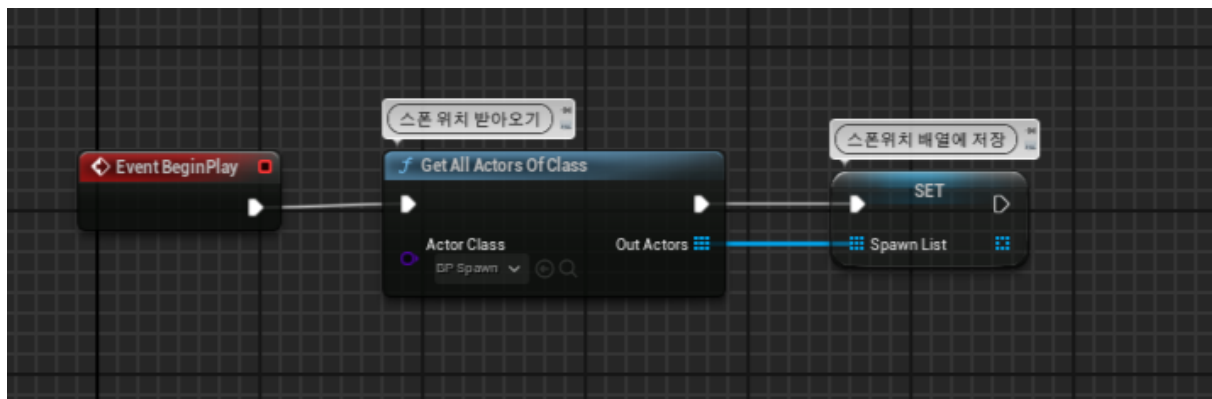 스폰 위치 받아오기
스폰위치 배열에 저장
Event BeginPlay
f Get All Actors Of Class
SET
Actor Class
Out Actors
Spawn List
BP Spawn